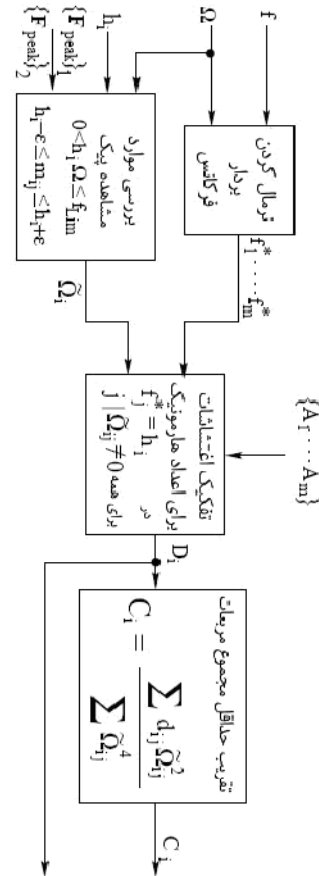 f
Ω
h_i
{F_peak}_1
{F_peak}_2
نرمال کردن
بردار
فرکانس
f_1^* . . . . f_m^*
بررسی موارد
مشاهده پیک
0<h_i Ω≤f_Lim
h_i−ε≤m_ij≤h_i+ε
Ω̃_i
{A_1 . . . A_m}
تفکیک اغتشاشات
برای اعداد هارمونیک
f_j^* = h_i در
برای همه j | Ω̃_ij ≠ 0
D_i
تقریب حداقل مجموع مربعات
C_i = ∑ d_ij Ω̃_ij^2 / ∑ Ω̃_ij^4
C_i